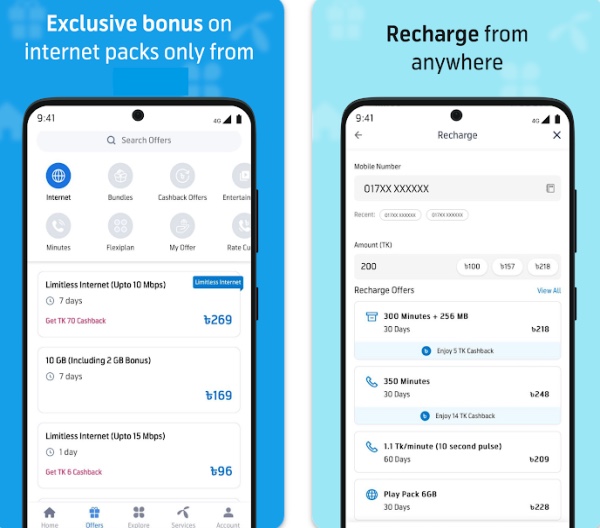 Exclusive bonus on
internet packs only from
9:41
4G
Search Offers
Internet
Bundles
Cashback Offers
Entertain
Minutes
Flexiplan
My Offer
Rate Cu
Limitless Internet (Upto 10 Mbps)
Limitless Internet
7 days
Get TK 70 Cashback
৳269
10 GB (Including 2 GB Bonus)
7 days
৳169
Limitless Internet (Upto 15 Mbps)
1 day
Get TK 6 Cashback
৳96
Home
Offers
Explore
Services
Account
Recharge from
anywhere
9:41
4G
Recharge
Mobile Number
017XX XXXXXX
Recent:
017XX XXXXXX
017XX XXXXXX
Amount (TK)
200
৳100
৳157
৳218
Recharge Offers
View All
300 Minutes + 256 MB
30 Days
৳218
Enjoy 5 TK Cashback
350 Minutes
30 Days
৳248
Enjoy 14 TK Cashback
1.1 Tk/minute (10 second pulse)
60 Days
৳209
Play Pack 6GB
30 Days
৳228